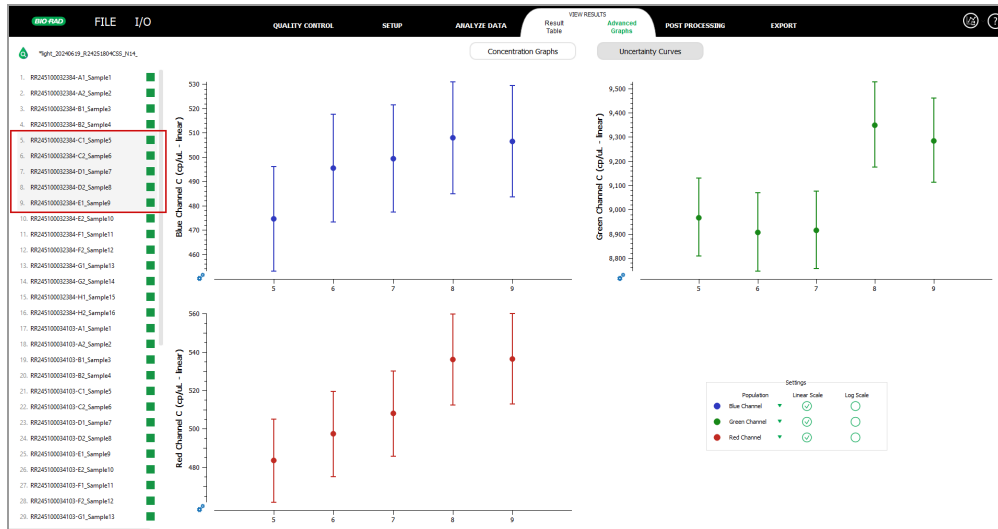 BIO-RAD
FILE I/O
QUALITY CONTROL
SETUP
ANALYZE DATA
VIEW RESULTS
Result Table
Advanced Graphs
POST PROCESSING
EXPORT
?
*light_20240619_R24251804CSS_N14_
Concentration Graphs
Uncertainty Curves
1. RR245100032384-A1_Sample1
2. RR245100032384-A2_Sample2
3. RR245100032384-B1_Sample3
4. RR245100032384-B2_Sample4
5. RR245100032384-C1_Sample5
6. RR245100032384-C2_Sample6
7. RR245100032384-D1_Sample7
8. RR245100032384-D2_Sample8
9. RR245100032384-E1_Sample9
10. RR245100032384-E2_Sample10
11. RR245100032384-F1_Sample11
12. RR245100032384-F2_Sample12
13. RR245100032384-G1_Sample13
14. RR245100032384-G2_Sample14
15. RR245100032384-H1_Sample15
16. RR245100032384-H2_Sample16
17. RR245100034103-A1_Sample1
18. RR245100034103-A2_Sample2
19. RR245100034103-B1_Sample3
20. RR245100034103-B2_Sample4
21. RR245100034103-C1_Sample5
22. RR245100034103-C2_Sample6
23. RR245100034103-D1_Sample7
24. RR245100034103-D2_Sample8
25. RR245100034103-E1_Sample9
26. RR245100034103-E2_Sample10
27. RR245100034103-F1_Sample11
28. RR245100034103-F2_Sample12
29. RR245100034103-G1_Sample13
Blue Channel C (cp/uL - linear)
530
520
510
500
490
480
470
460
5 6 7 8 9
Green Channel C (cp/uL - linear)
9,500
9,400
9,300
9,200
9,100
9,000
8,900
8,800
5 6 7 8 9
Red Channel C (cp/uL - linear)
560
540
520
500
480
5 6 7 8 9
Settings
Population Linear Scale Log Scale
Blue Channel
Green Channel
Red Channel